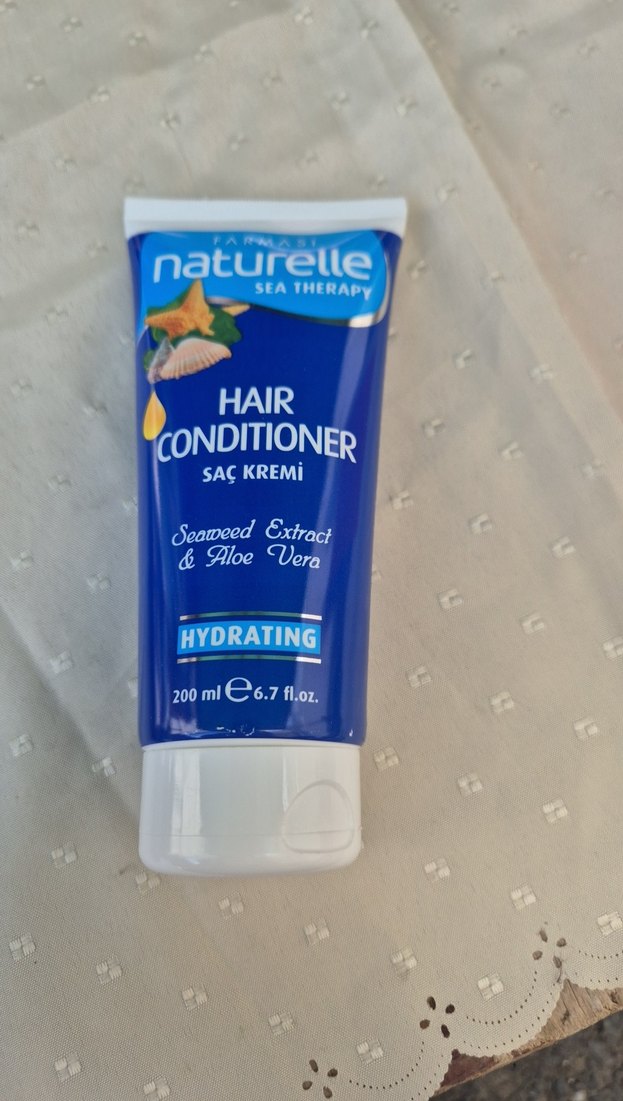 FARMASI
naturelle
SEA THERAPY
HAIR
CONDITIONER
SAÇ KREMİ
Seaweed Extract
& Aloe Vera
HYDRATING
200 ml ℮ 6.7 fl.oz.